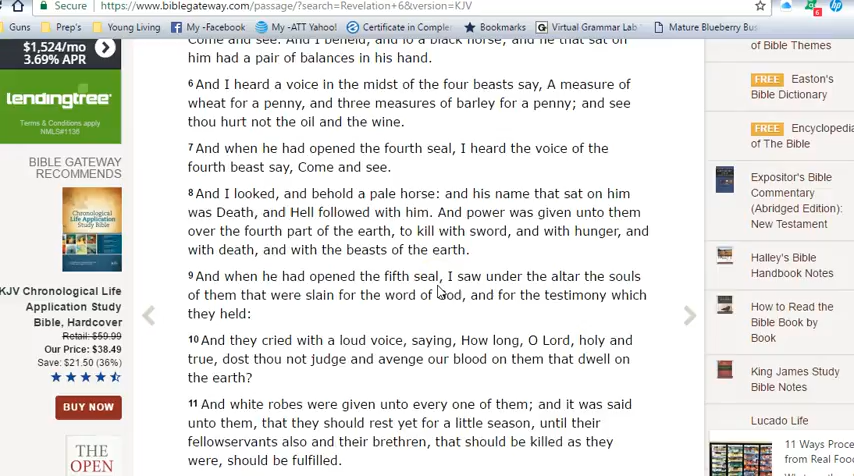 Secure
https://www.biblegateway.com/passage/?search=Revelation+6&version=KJV
Guns
Prep's
Young Living
My -Facebook
My -ATT Yahoo!
Certificate in Complem
Bookmarks
Virtual Grammar Lab
Mature Blueberry Bus
$1,524/mo
3.69% APR
lendingtree
Terms & Conditions apply
NMLS#1136
BIBLE GATEWAY
RECOMMENDS
KJV Chronological Life
Application Study
Bible, Hardcover
Retail: $59.99
Our Price: $38.49
Save: $21.50 (36%)
BUY NOW
THE
OPEN
Come and see. And I beheld, and lo a black horse; and he that sat on
him had a pair of balances in his hand.
6 And I heard a voice in the midst of the four beasts say, A measure of
wheat for a penny, and three measures of barley for a penny; and see
thou hurt not the oil and the wine.
7 And when he had opened the fourth seal, I heard the voice of the
fourth beast say, Come and see.
8 And I looked, and behold a pale horse: and his name that sat on him
was Death, and Hell followed with him. And power was given unto them
over the fourth part of the earth, to kill with sword, and with hunger, and
with death, and with the beasts of the earth.
9 And when he had opened the fifth seal, I saw under the altar the souls
of them that were slain for the word of God, and for the testimony which
they held:
10 And they cried with a loud voice, saying, How long, O Lord, holy and
true, dost thou not judge and avenge our blood on them that dwell on
the earth?
11 And white robes were given unto every one of them; and it was said
unto them, that they should rest yet for a little season, until their
fellowservants also and their brethren, that should be killed as they
were, should be fulfilled.
of Bible Themes
FREE Easton's
Bible Dictionary
FREE Encyclopedia
of The Bible
Expositor's Bible
Commentary
(Abridged Edition):
New Testament
Halley's Bible
Handbook Notes
How to Read the
Bible Book by
Book
King James Study
Bible Notes
Lucado Life
11 Ways Proce
from Real Foo